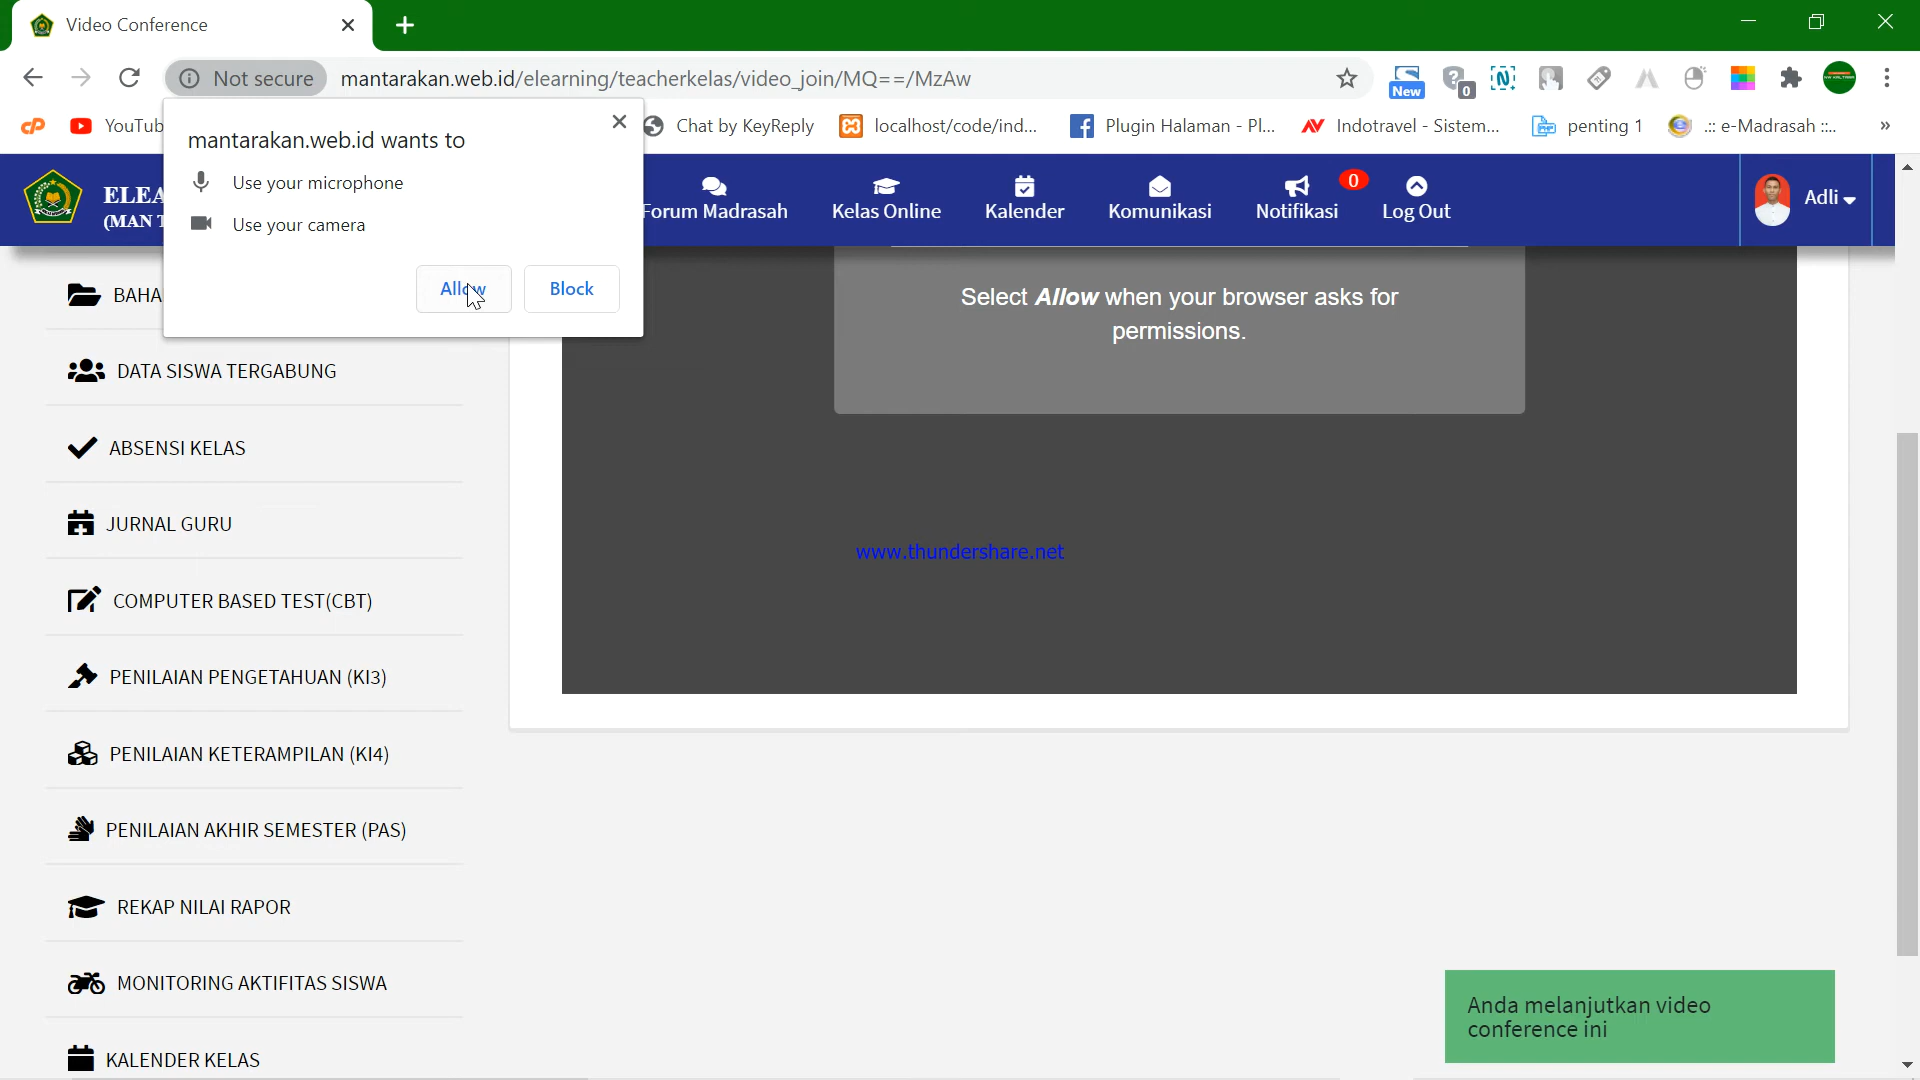 Video Conference
Not secure
mantarakan.web.id/elearning/teacherkelas/video_join/MQ==/MzAw
New
0
YouTub
Chat by KeyReply
localhost/code/ind...
Plugin Halaman - Pl...
Indotravel - Sistem...
penting 1
.:: e-Madrasah ::..
»
mantarakan.web.id wants to
Use your microphone
Use your camera
Allow
Block
ELEA
(MAN T
Forum Madrasah
Kelas Online
Kalender
Komunikasi
Notifikasi
0
Log Out
Adli
BAHA
DATA SISWA TERGABUNG
ABSENSI KELAS
JURNAL GURU
COMPUTER BASED TEST(CBT)
PENILAIAN PENGETAHUAN (KI3)
PENILAIAN KETERAMPILAN (KI4)
PENILAIAN AKHIR SEMESTER (PAS)
REKAP NILAI RAPOR
MONITORING AKTIFITAS SISWA
KALENDER KELAS
Select Allow when your browser asks for
permissions.
www.thundershare.net
Anda melanjutkan video
conference ini